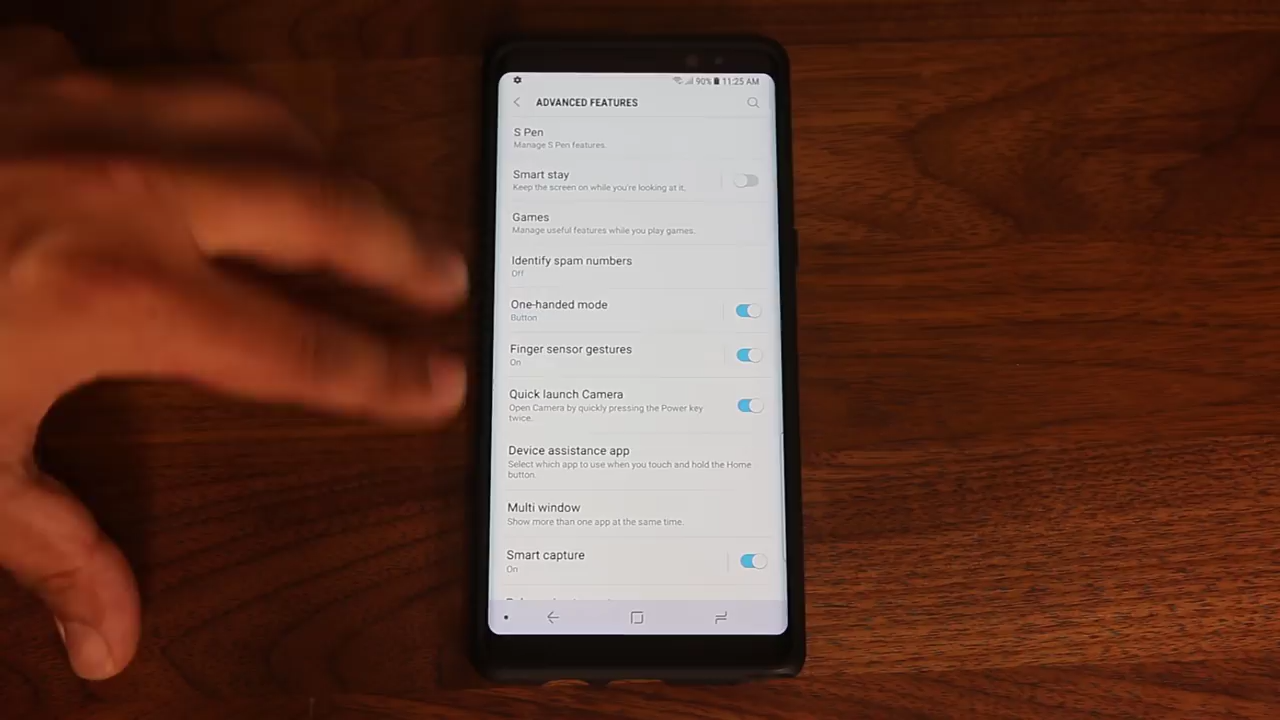 90% 11:25 AM
ADVANCED FEATURES
S Pen
Manage S Pen features.
Smart stay
Keep the screen on while you're looking at it.
Games
Manage useful features while you play games.
Identify spam numbers
Off
One-handed mode
Button
Finger sensor gestures
On
Quick launch Camera
Open Camera by quickly pressing the Power key
twice.
Device assistance app
Select which app to use when you touch and hold the Home
button.
Multi window
Show more than one app at the same time.
Smart capture
On